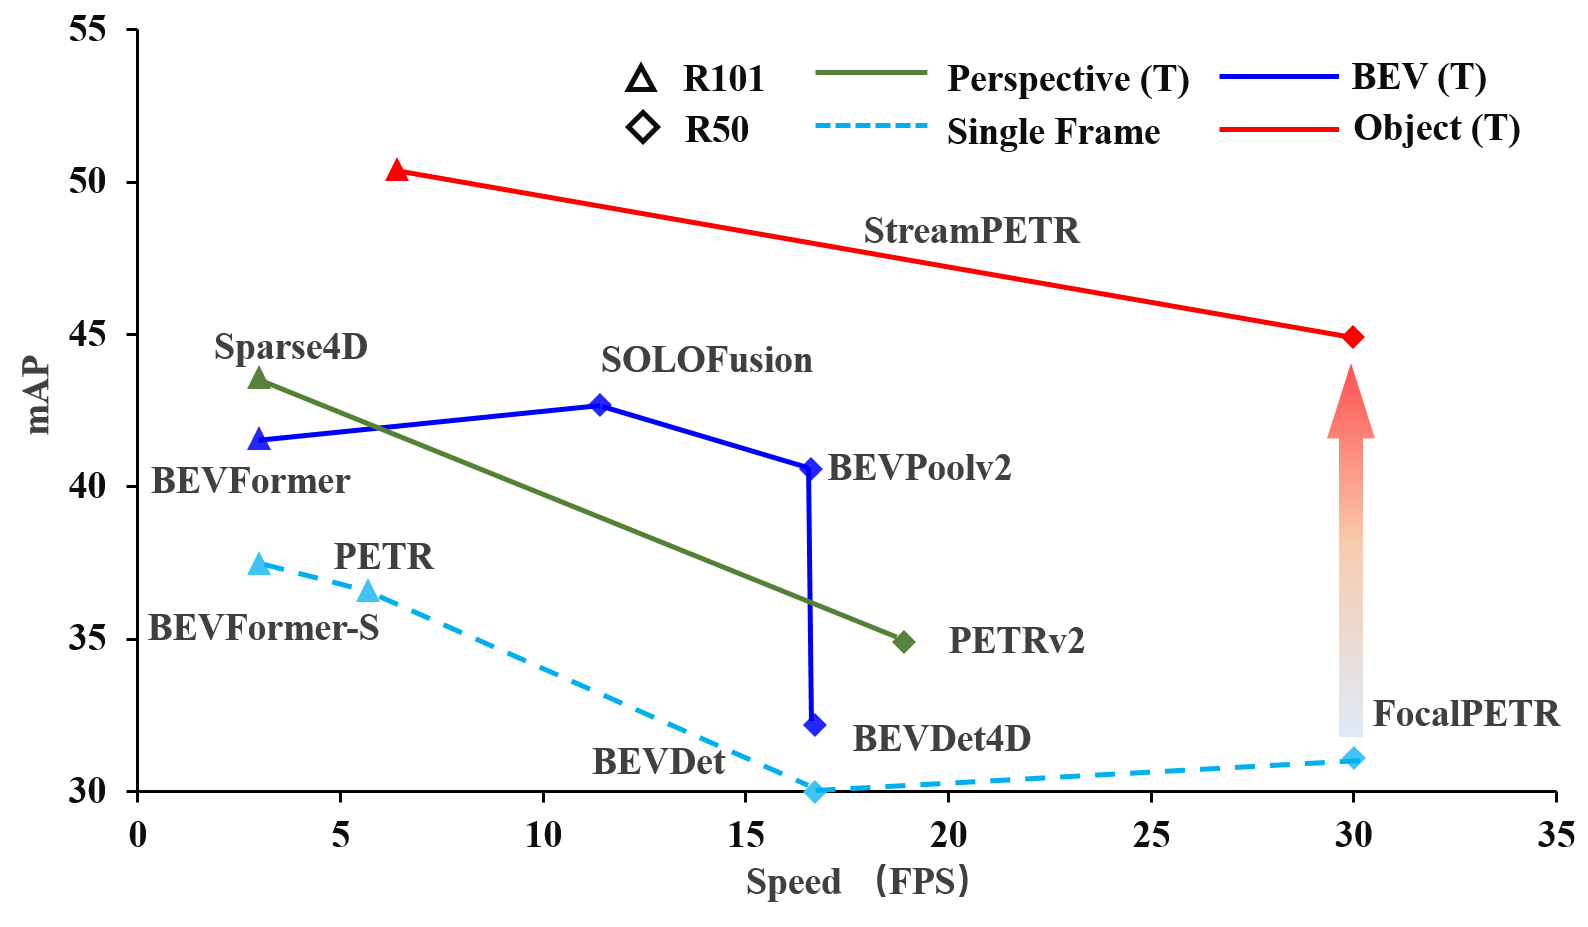 55
R101
Perspective (T)
BEV (T)
R50
Single Frame
Object (T)
50
StreamPETR
45
Sparse4D
SOLOFusion
mAP
BEVFormer
BEVPoolv2
40
PETR
BEVFormer-S
35
PETRv2
FocalPETR
BEVDet4D
BEVDet
30
0 5 10 15 20 25 30 35
Speed （FPS）